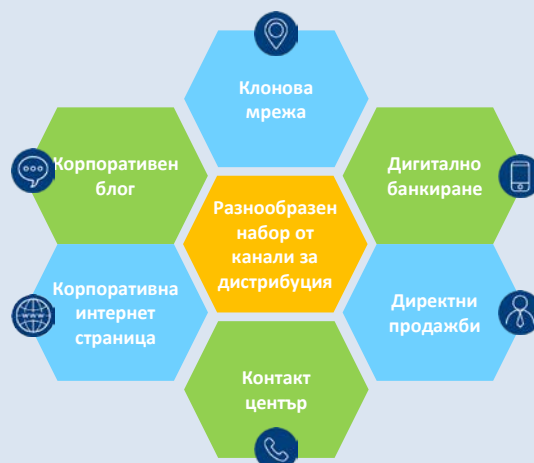 Клонова
мрежа
Корпоративен
блог
Дигитално
банкиране
Разнообразен
набор от
канали за
дистрибуция
Корпоративна
интернет
страница
Директни
продажби
Контакт
център
www